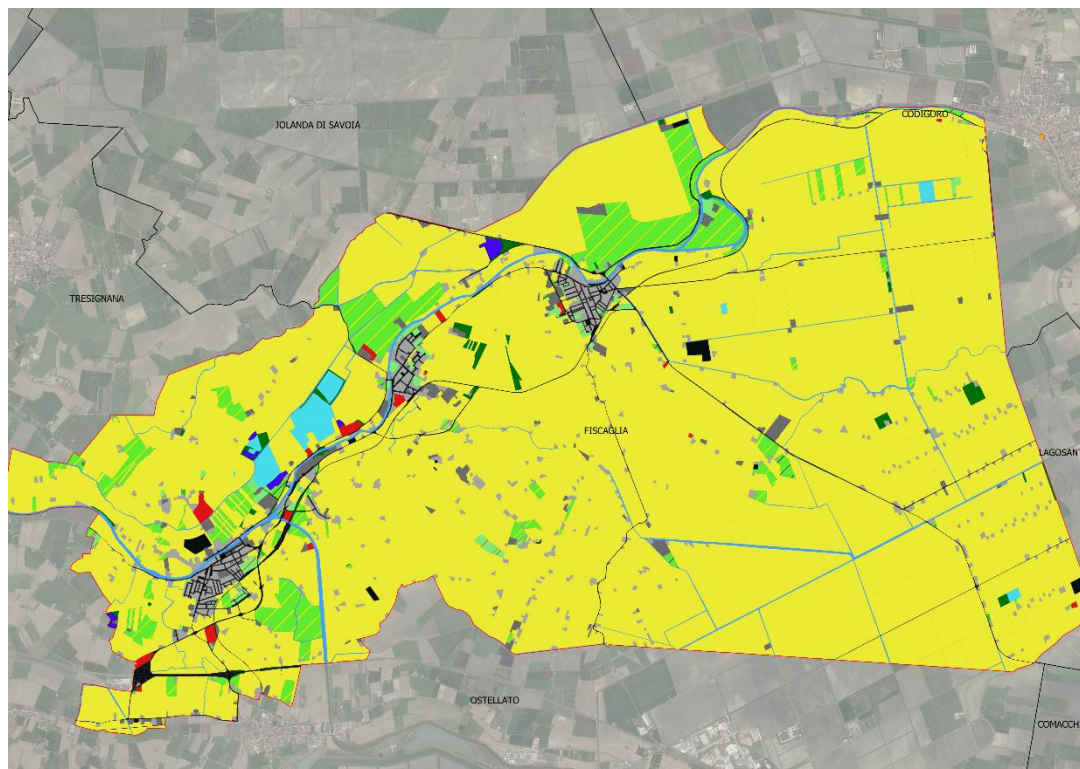 JOLANDA DI SAVOIA
CODIGORO
TRESIGNANA
FISCAGLIA
LAGOSANT
OSTELLATO
COMACCH